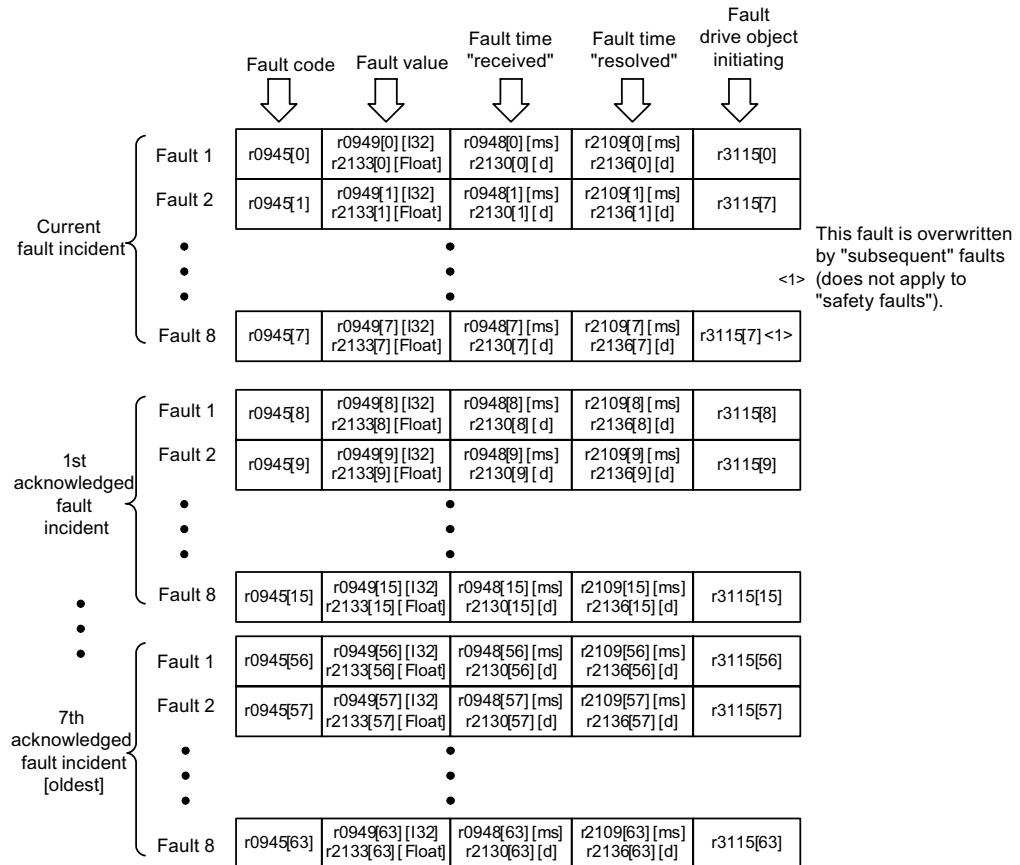 Fault code
Fault value
Fault time
"received"
Fault time
"resolved"
Fault
drive object
initiating
Current
fault incident
Fault 1
r0945[0]
r0949[0] [I32]
r2133[0] [Float]
r0948[0] [ms]
r2130[0] [d]
r2109[0] [ms]
r2136[0] [d]
r3115[0]
Fault 2
r0945[1]
r0949[1] [I32]
r2133[1] [Float]
r0948[1] [ms]
r2130[1] [d]
r2109[1] [ms]
r2136[1] [d]
r3115[7]
Fault 8
r0945[7]
r0949[7] [I32]
r2133[7] [Float]
r0948[7] [ms]
r2130[7] [d]
r2109[7] [ms]
r2136[7] [d]
r3115[7] <1>
<1>
This fault is overwritten
by "subsequent" faults
(does not apply to
"safety faults").
1st
acknowledged
fault
incident
Fault 1
r0945[8]
r0949[8] [I32]
r2133[8] [Float]
r0948[8] [ms]
r2130[8] [d]
r2109[8] [ms]
r2136[8] [d]
r3115[8]
Fault 2
r0945[9]
r0949[9] [I32]
r2133[9] [Float]
r0948[9] [ms]
r2130[9] [d]
r2109[9] [ms]
r2136[9] [d]
r3115[9]
Fault 8
r0945[15]
r0949[15] [I32]
r2133[15] [Float]
r0948[15] [ms]
r2130[15] [d]
r2109[15] [ms]
r2136[15] [d]
r3115[15]
7th
acknowledged
fault incident
[oldest]
Fault 1
r0945[56]
r0949[56] [I32]
r2133[56] [Float]
r0948[56] [ms]
r2130[56] [d]
r2109[56] [ms]
r2136[56] [d]
r3115[56]
Fault 2
r0945[57]
r0949[57] [I32]
r2133[57] [Float]
r0948[57] [ms]
r2130[57] [d]
r2109[57] [ms]
r2136[57] [d]
r3115[57]
Fault 8
r0945[63]
r0949[63] [I32]
r2133[63] [Float]
r0948[63] [ms]
r2130[63] [d]
r2109[63] [ms]
r2136[63] [d]
r3115[63]